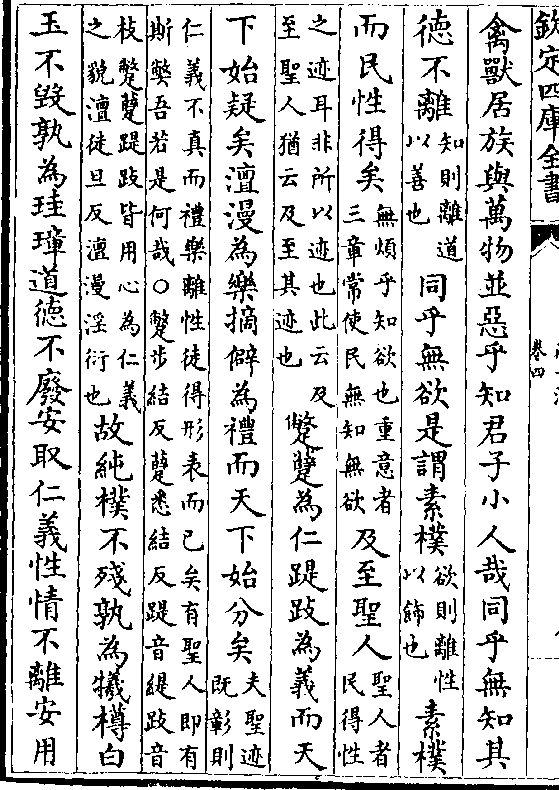 欽定四庫全書
卷四
禽獸居族與萬物並惡乎知君子小人哉同乎無知其
德不離
知則離道
以善也
同乎無欲是謂素樸
欲則離性
以飾也
素樸
而民性得矣
無煩乎知欲也重意者
三章常使民無知無欲
及至聖人
聖人者
民得性
之迹耳非所以迹也此云及
至聖人猶云及至其迹也
蹩躠為仁踶跂為義而天
下始疑矣澶漫為樂摘僻為禮而天下始分矣
夫聖迹
既彰則
仁義不真而禮樂離性徒得形表而已矣有聖人即有
斯弊吾若是何哉○蹩步結反躠悉結反踶音緹跂音
枝蹩躠踶跂皆用心為仁義
之貌澶徒旦反澶漫淫衍也
故純樸不殘孰為犧樽白
玉不毀孰為珪璋道德不廢安取仁義性情不離安用